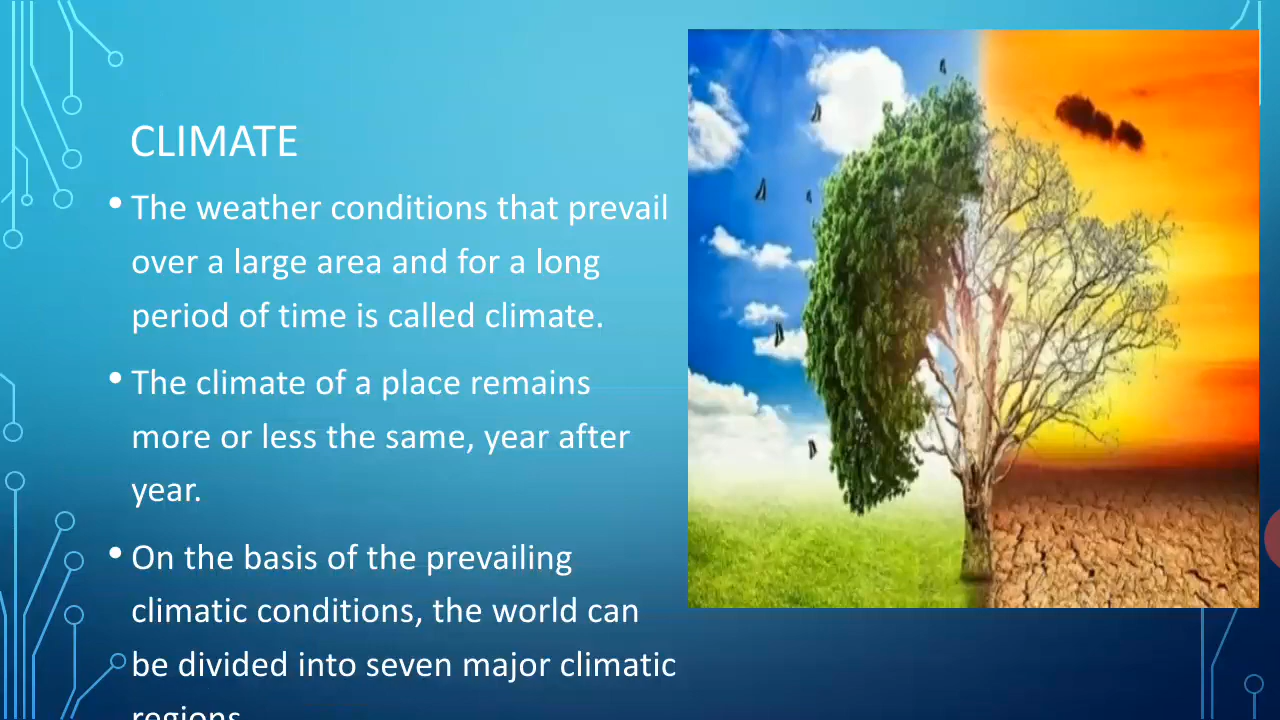 CLIMATE
• The weather conditions that prevail
over a large area and for a long
period of time is called climate.
• The climate of a place remains
more or less the same, year after
year.
• On the basis of the prevailing
climatic conditions, the world can
be divided into seven major climatic
regions